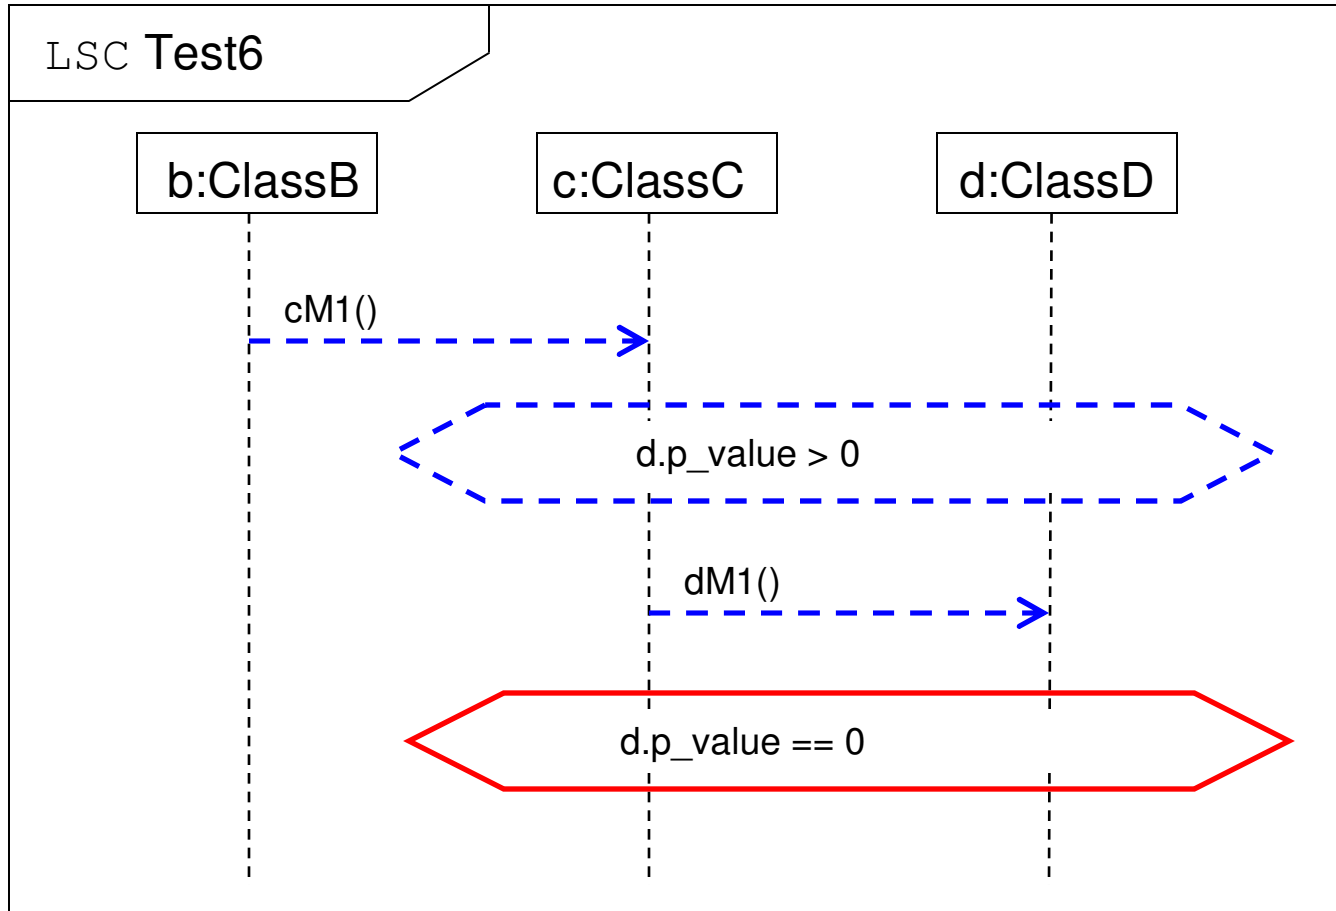 LSC Test6
b:ClassB c:ClassC d:ClassD
cM1()
d.p_value > 0
dM1()
d.p_value == 0